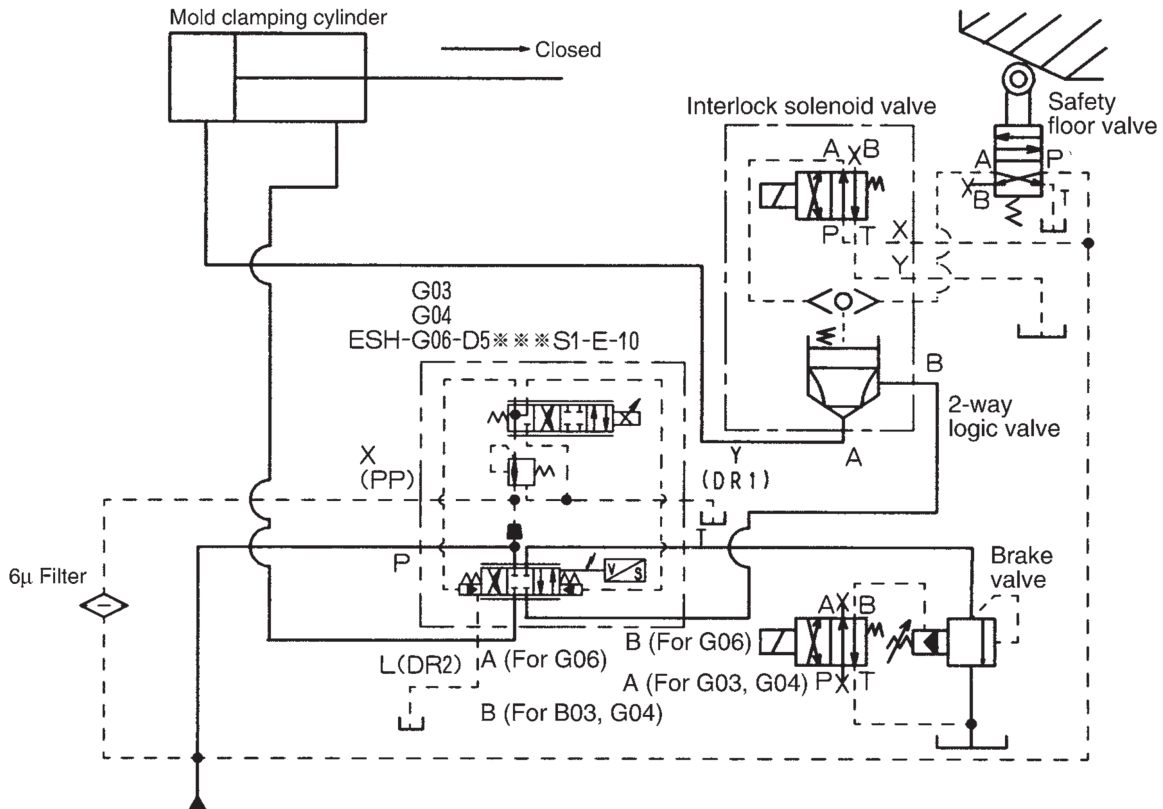 Mold clamping cylinder
Closed
Interlock solenoid valve
Safety
floor valve
A X B
A P
X B T
P T X
Y
G03
G04
ESH-G06-D5※※※S1-E-10
B
2-way
logic valve
X
(PP)
Y
(DR1)
A
T
P
V S
6μ Filter
Brake
valve
A X B
B (For G06)
L(DR2)
A (For G06)
A (For G03, G04)
P X T
B (For B03, G04)